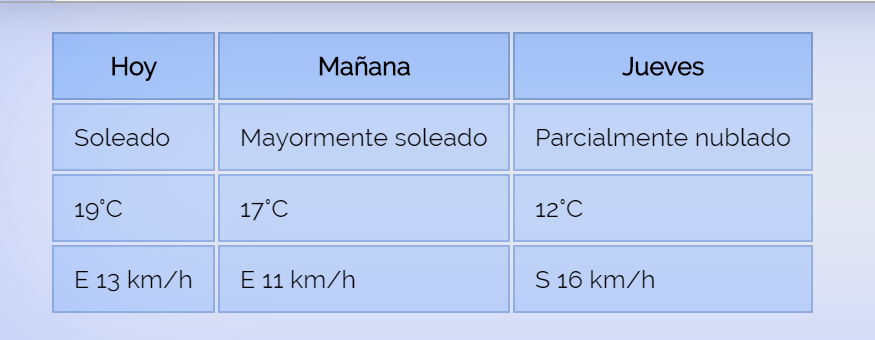 Hoy Mañana Jueves
Soleado Mayormente soleado Parcialmente nublado
19°C 17°C 12°C
E 13 km/h E 11 km/h S 16 km/h